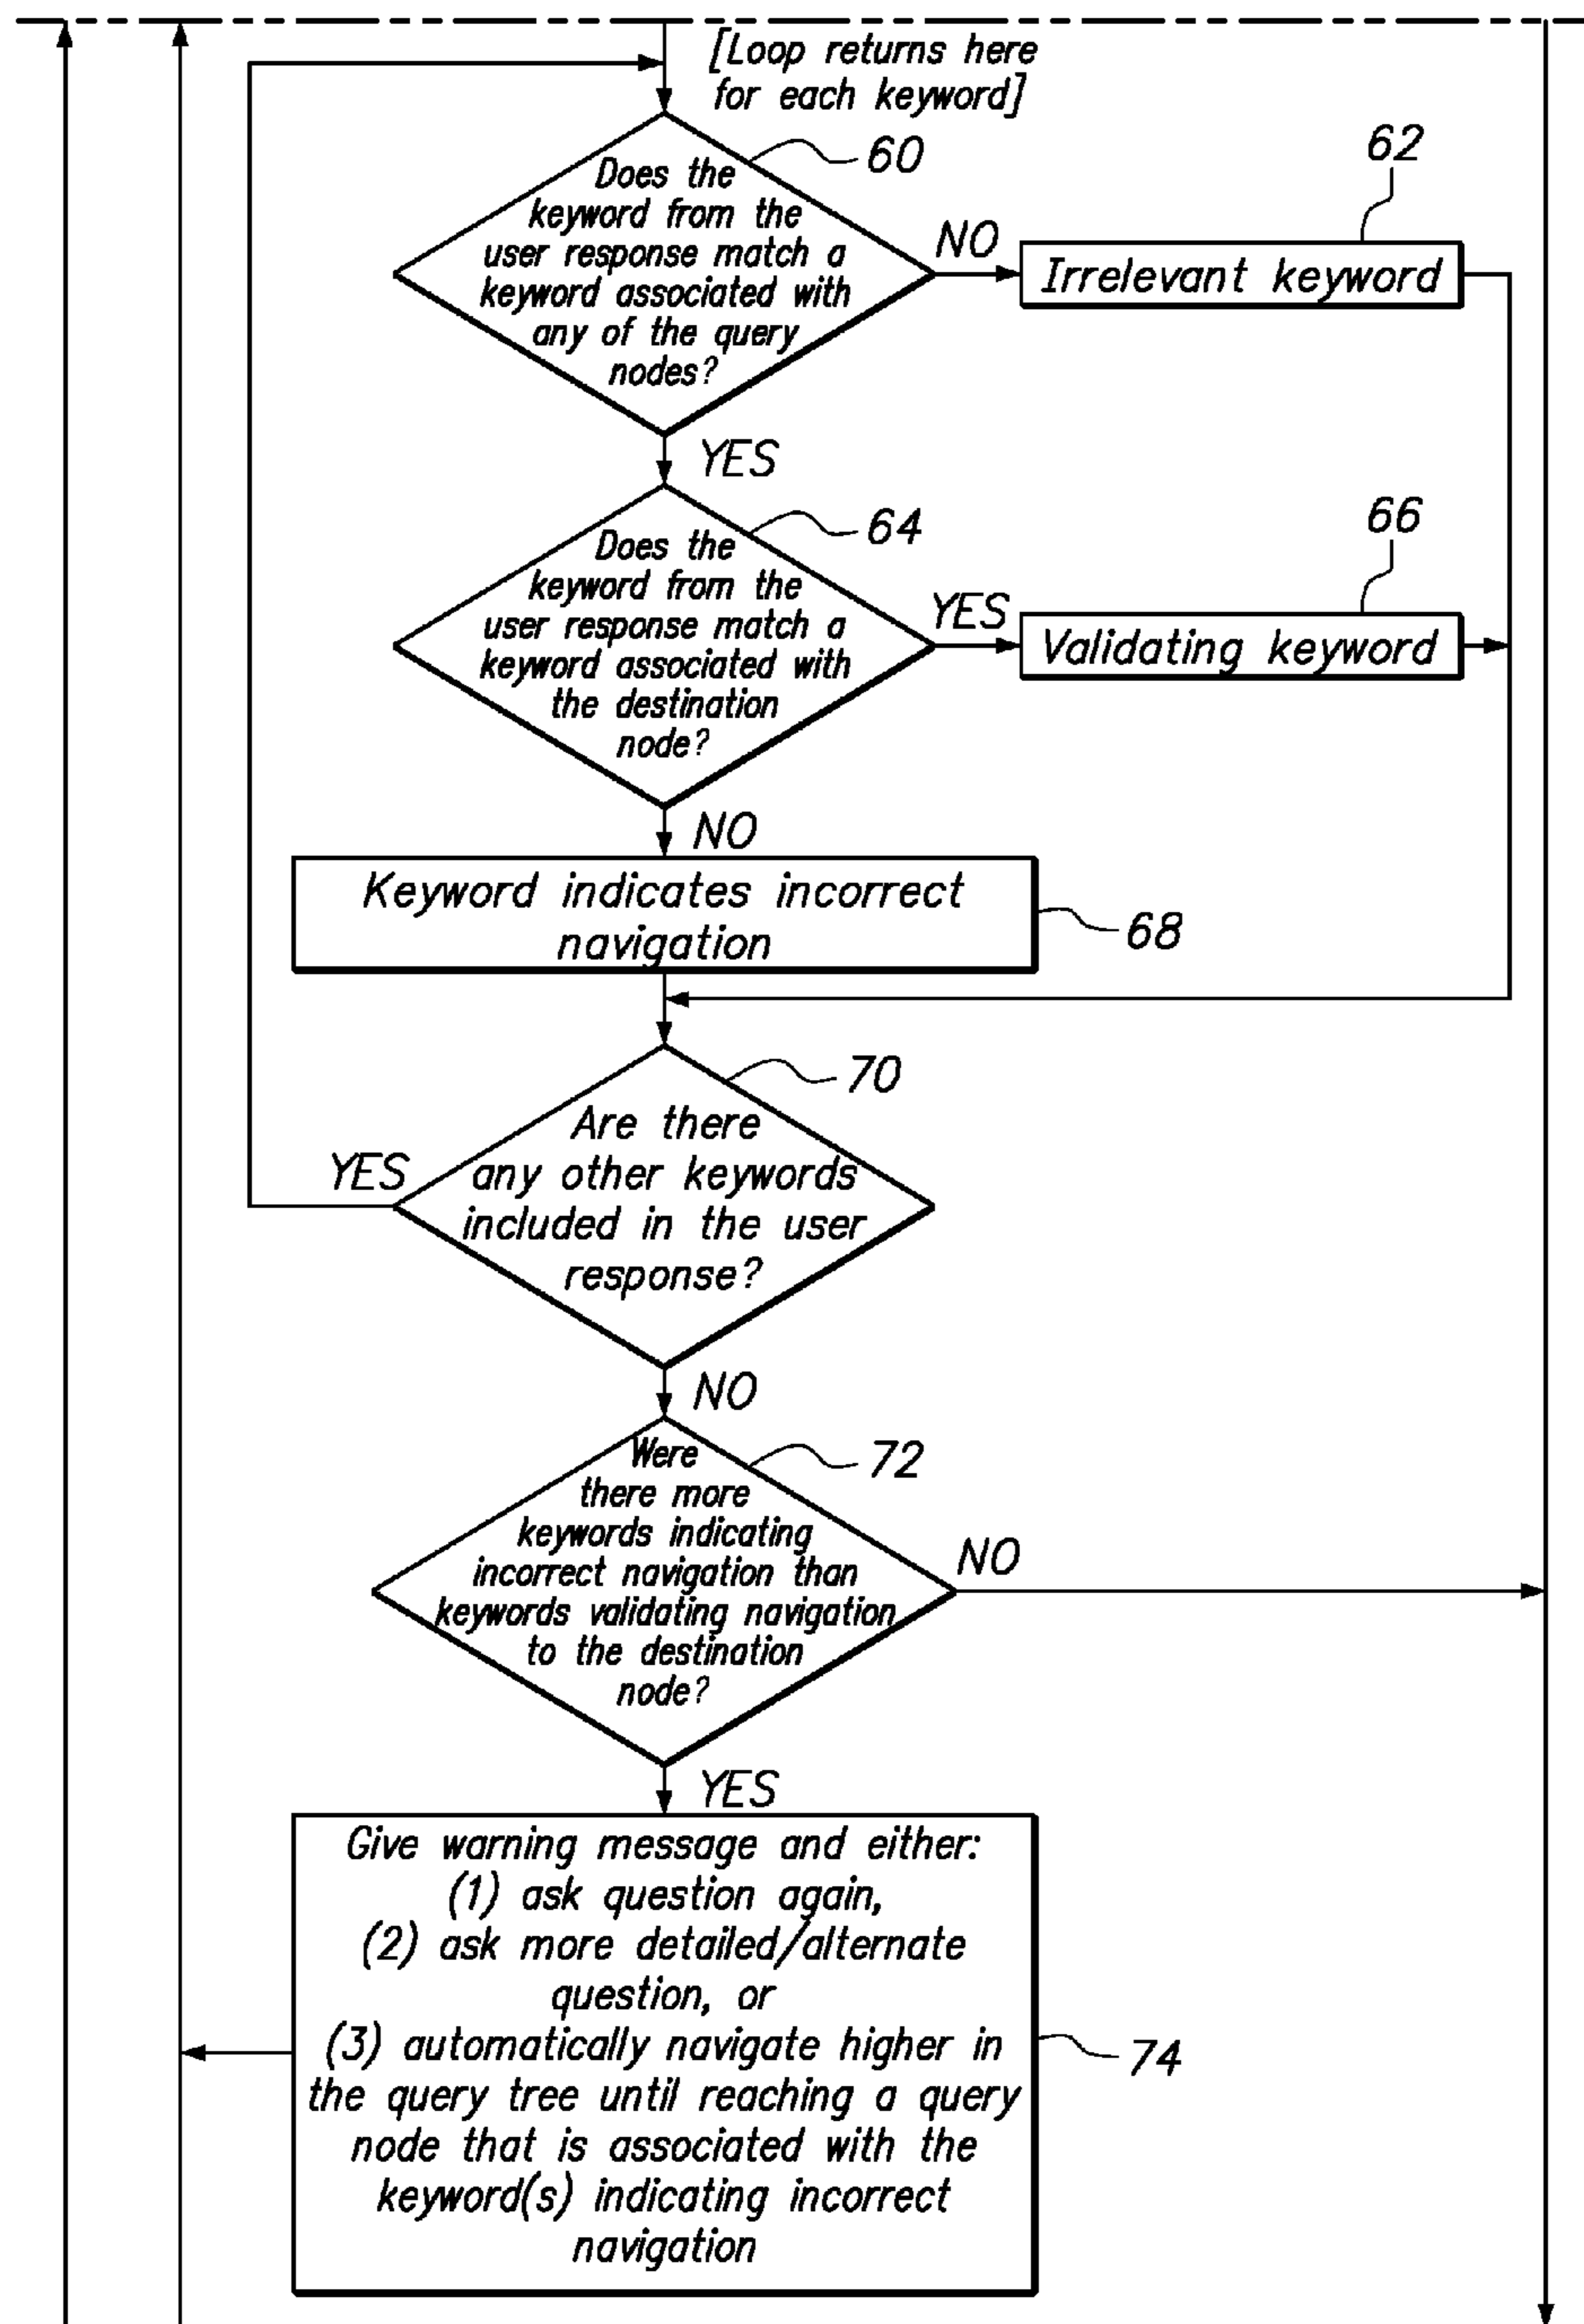 [Loop returns here
for each keyword]
60
Does the
keyword from the
user response match a
keyword associated with
any of the query
nodes?
NO
62
Irrelevant keyword
YES
64
Does the
keyword from the
user response match a
keyword associated with
the destination
node?
YES
66
Validating keyword
NO
Keyword indicates incorrect
navigation
68
70
Are there
any other keywords
included in the user
response?
YES
NO
72
Were
there more
keywords indicating
incorrect navigation than
keywords validating navigation
to the destination
node?
NO
YES
Give warning message and either:
(1) ask question again,
(2) ask more detailed/alternate
question, or
(3) automatically navigate higher in
the query tree until reaching a query
node that is associated with the
keyword(s) indicating incorrect
navigation
74